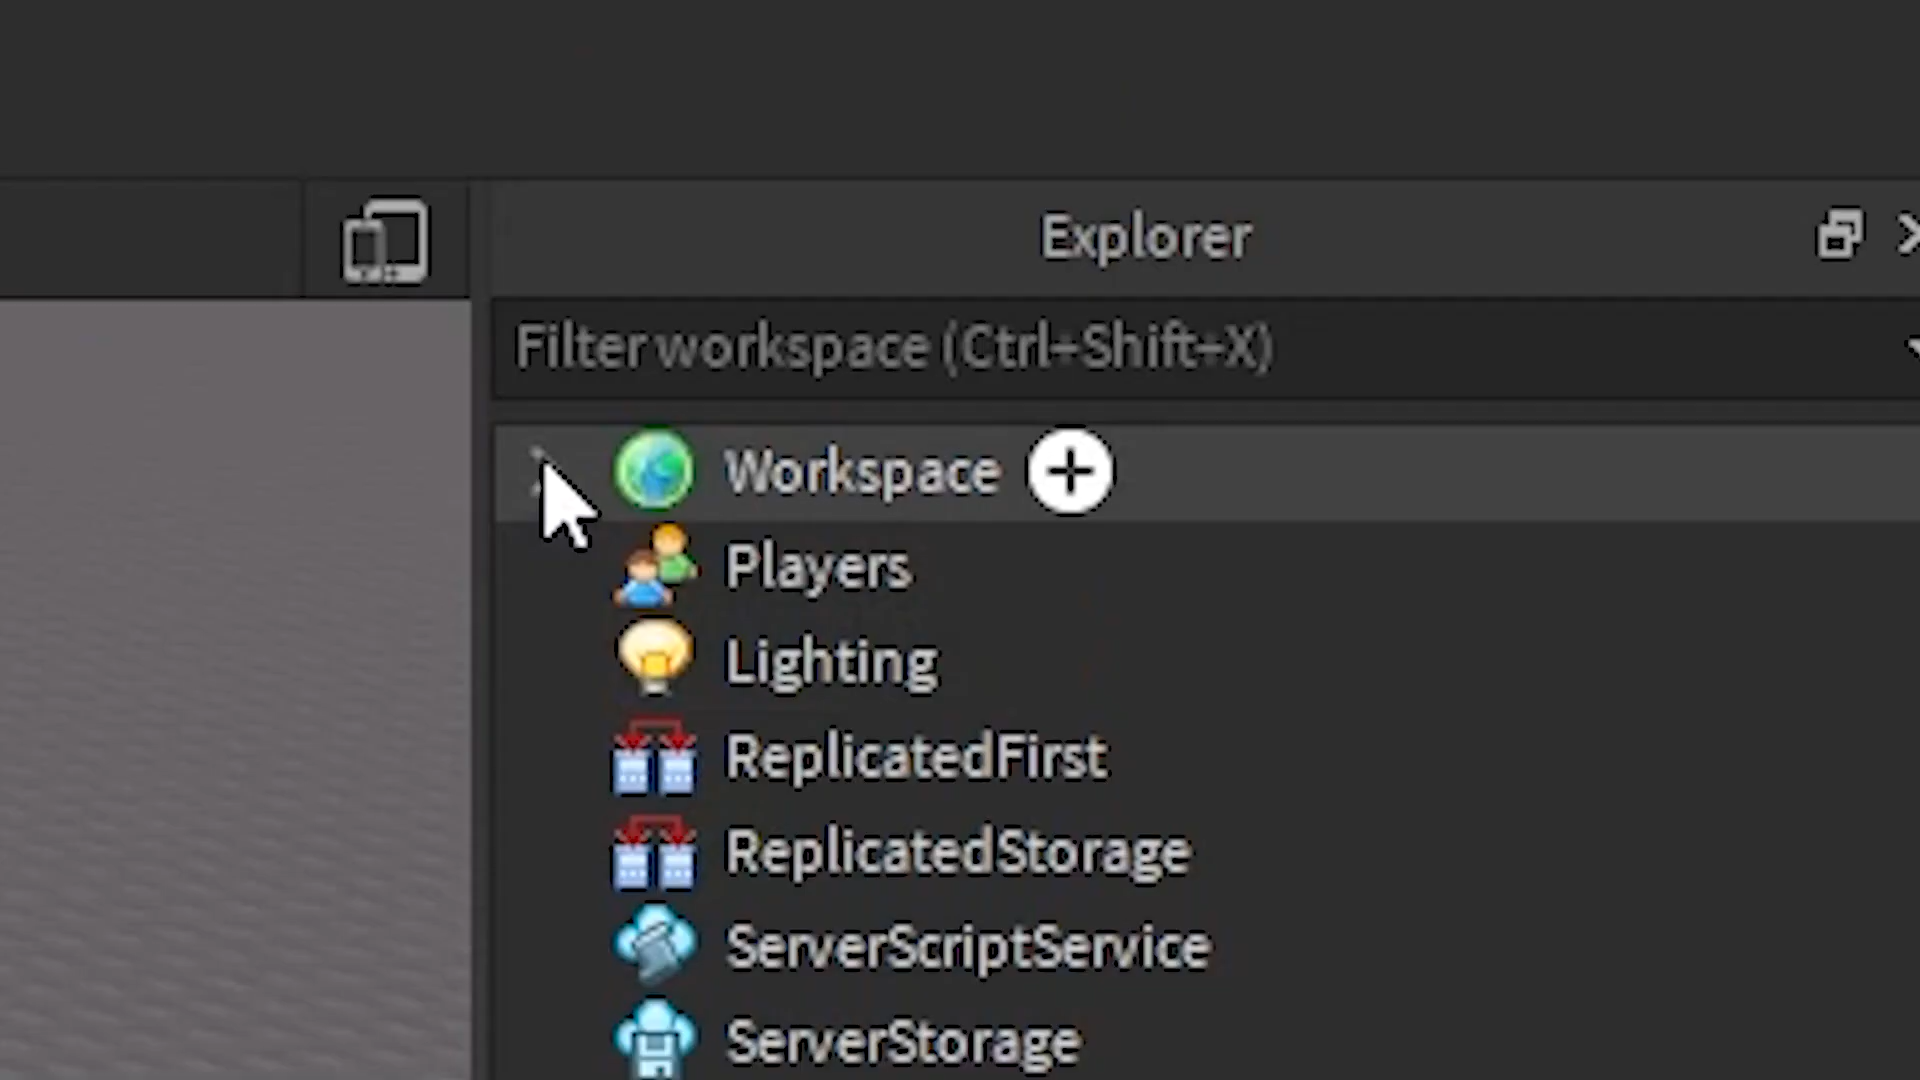 Explorer
Filter workspace (Ctrl+Shift+X)
Workspace
Players
Lighting
ReplicatedFirst
ReplicatedStorage
ServerScriptService
ServerStorage